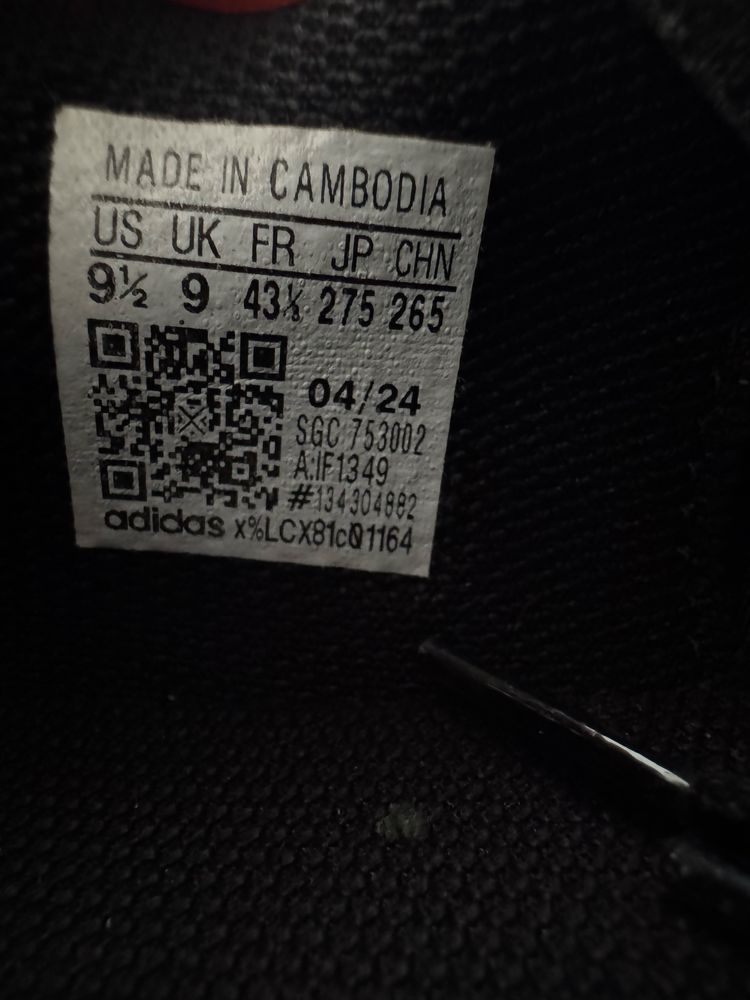 MADE IN CAMBODIA
US UK FR JP CHN
9½ 9 43⅓ 275 265
04/24
SGC 753002
A:IF1349
#134304882
adidas x%LCX81c01164